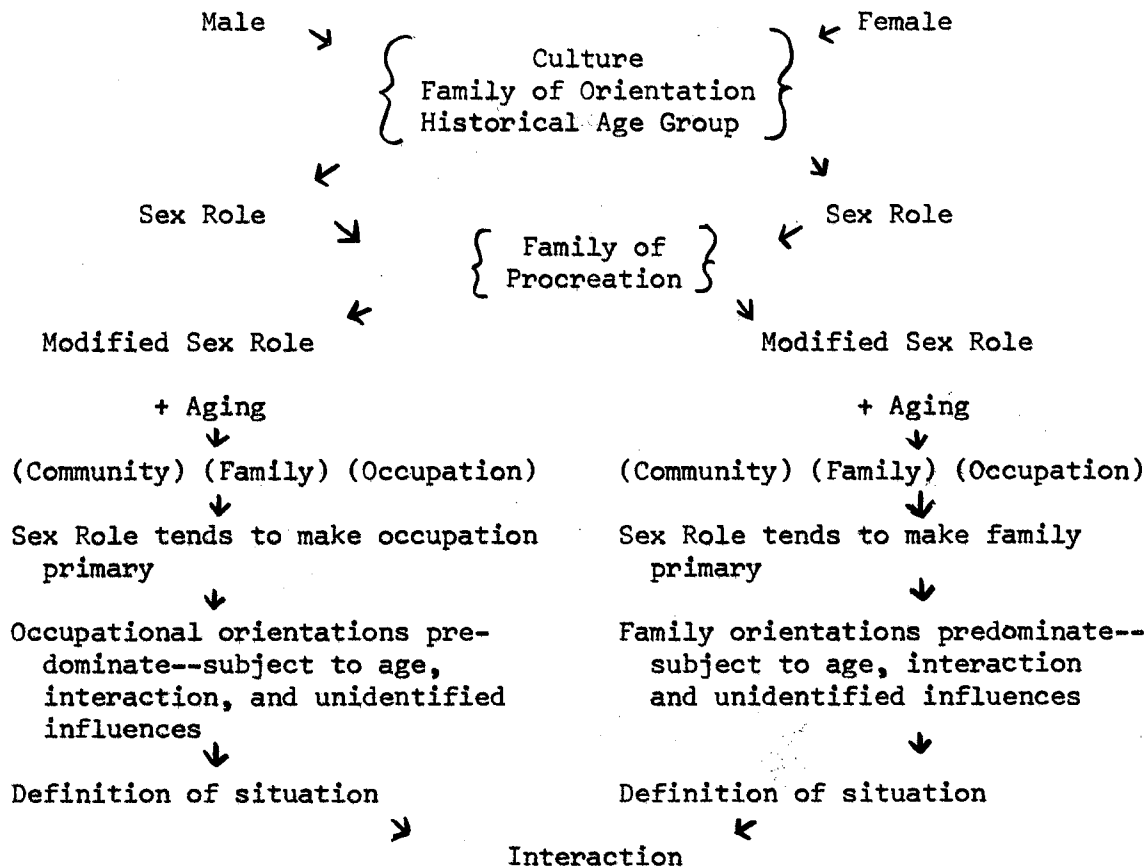 Male Female
Culture
Family of Orientation
Historical Age Group
Sex Role Sex Role
Family of
Procreation
Modified Sex Role Modified Sex Role
+ Aging + Aging
(Community) (Family) (Occupation) (Community) (Family) (Occupation)
Sex Role tends to make occupation Sex Role tends to make family
primary primary
Occupational orientations pre- Family orientations predominate--
dominate--subject to age, subject to age, interaction
interaction, and unidentified and unidentified influences
influences
Definition of situation Definition of situation
Interaction